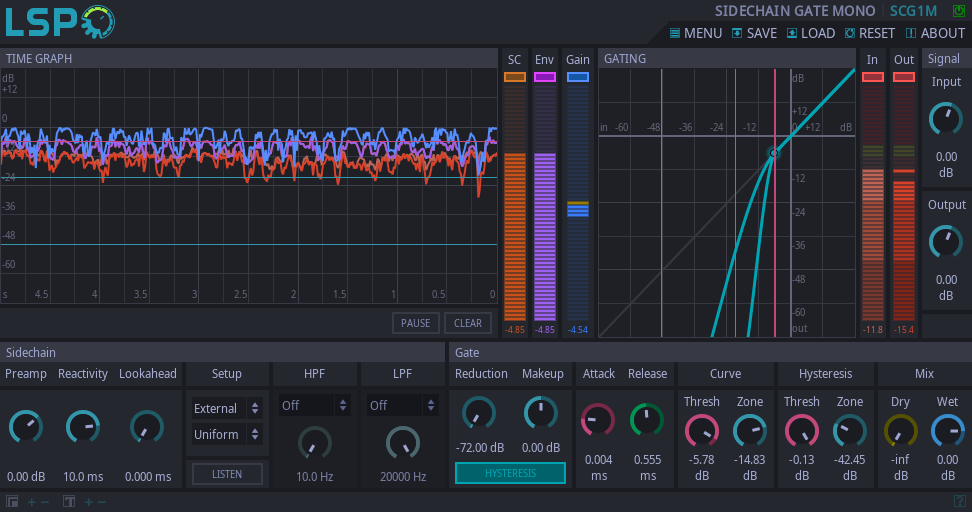 LSP
SIDECHAIN GATE MONO SCG1M
MENU SAVE LOAD RESET ABOUT
TIME GRAPH
SC Env Gain
GATING
In Out
Signal
dB
+12
0
-24
-36
-48
-60
s 4.5 4 3.5 3 2.5 2 1.5 1 0.5 0
PAUSE CLEAR
-4.85 -4.85 -4.54
dB
+12
in -60 -48 -36 -24 -12 +12 dB
-12
-24
-36
-48
-60
out
-11.8 -15.4
Input
0.00
dB
Output
0.00
dB
Sidechain
Preamp Reactivity Lookahead
0.00 dB 10.0 ms 0.000 ms
Setup
External
Uniform
LISTEN
HPF
Off
10.0 Hz
LPF
Off
20000 Hz
Gate
Reduction Makeup
-72.00 dB 0.00 dB
HYSTERESIS
Attack Release
0.004 0.555
ms ms
Curve
Thresh Zone
-5.78 -14.83
dB dB
Hysteresis
Thresh Zone
-0.13 -42.45
dB dB
Mix
Dry Wet
-inf 0.00
dB dB